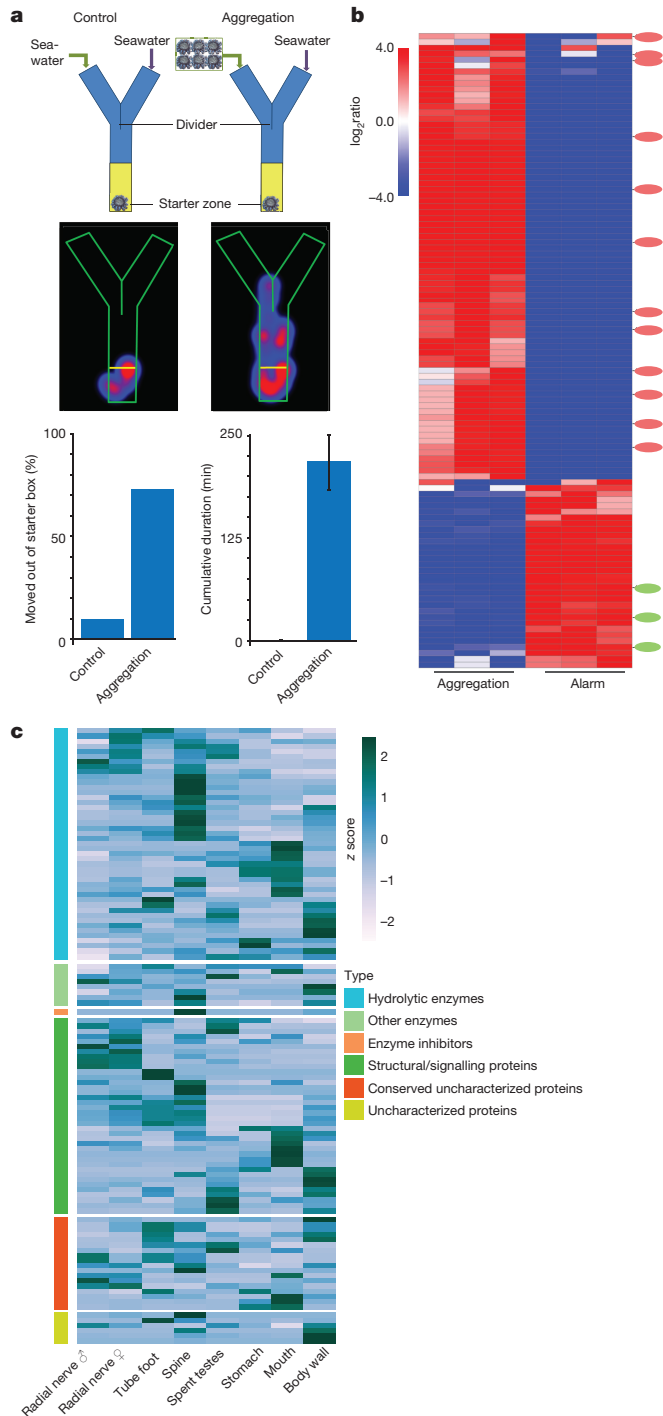 a
Control
Aggregation
Sea-
water
Seawater
Seawater
Divider
Starter zone
Moved out of starter box (%)
100
50
0
Control
Aggregation
Cumulative duration (min)
250
125
0
Control
Aggregation
b
4.0
0.0
−4.0
log2ratio
Aggregation
Alarm
c
2
1
0
−1
−2
z score
Type
Hydrolytic enzymes
Other enzymes
Enzyme inhibitors
Structural/signalling proteins
Conserved uncharacterized proteins
Uncharacterized proteins
Radial nerve ♂
Radial nerve ♀
Tube foot
Spine
Spent testes
Stomach
Mouth
Body wall